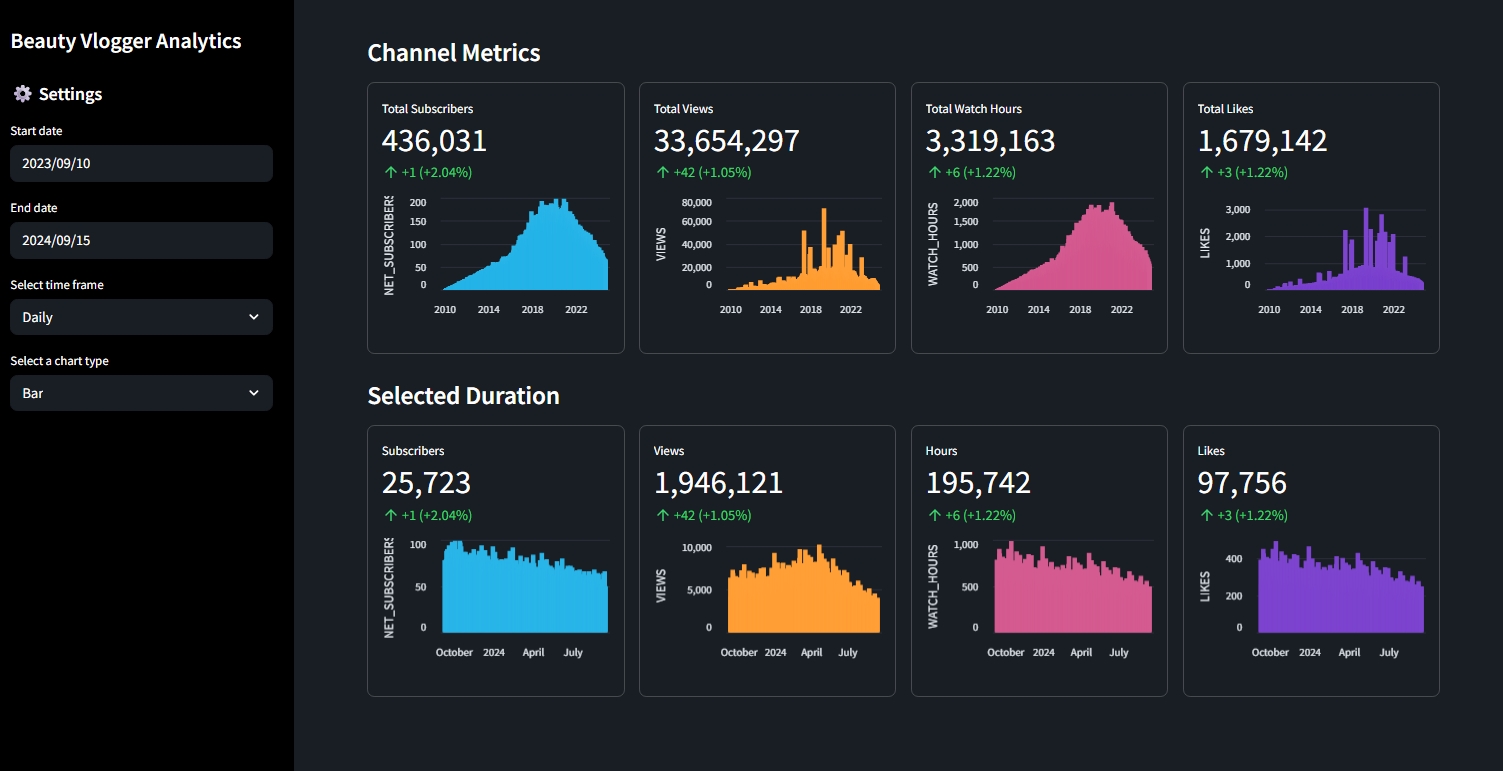 Beauty Vlogger Analytics
Settings
Start date
2023/09/10
End date
2024/09/15
Select time frame
Daily
Select a chart type
Bar
Channel Metrics
Total Subscribers
436,031
+1 (+2.04%)
NET_SUBSCRIBERS
200
150
100
50
0
2010 2014 2018 2022
Total Views
33,654,297
+42 (+1.05%)
VIEWS
80,000
60,000
40,000
20,000
0
2010 2014 2018 2022
Total Watch Hours
3,319,163
+6 (+1.22%)
WATCH_HOURS
2,000
1,500
1,000
500
0
2010 2014 2018 2022
Total Likes
1,679,142
+3 (+1.22%)
LIKES
3,000
2,000
1,000
0
2010 2014 2018 2022
Selected Duration
Subscribers
25,723
+1 (+2.04%)
NET_SUBSCRIBERS
100
50
0
October 2024 April July
Views
1,946,121
+42 (+1.05%)
VIEWS
10,000
5,000
0
October 2024 April July
Hours
195,742
+6 (+1.22%)
WATCH_HOURS
1,000
500
0
October 2024 April July
Likes
97,756
+3 (+1.22%)
LIKES
400
200
0
October 2024 April July